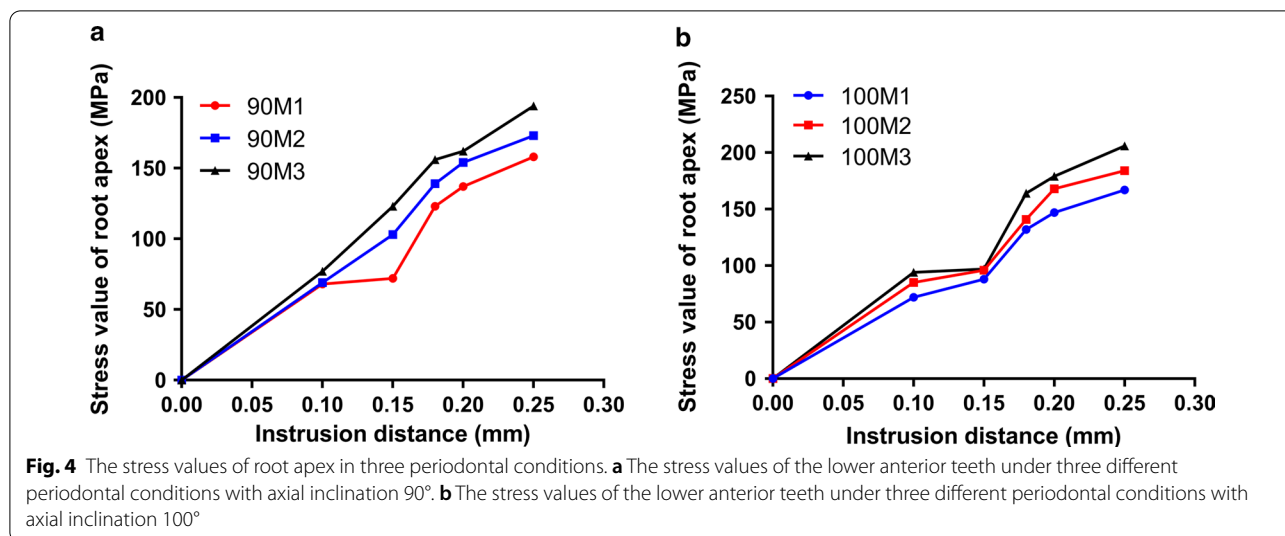 a
Stress value of root apex (MPa)
90M1
90M2
90M3
200
150
100
50
0
0.00 0.05 0.10 0.15 0.20 0.25 0.30
Instrusion distance (mm)
b
Stress value of root apex (MPa)
100M1
100M2
100M3
250
200
150
100
50
0
0.00 0.05 0.10 0.15 0.20 0.25 0.30
Instrusion distance (mm)
Fig. 4 The stress values of root apex in three periodontal conditions. a The stress values of the lower anterior teeth under three different
periodontal conditions with axial inclination 90°. b The stress values of the lower anterior teeth under three different periodontal conditions with
axial inclination 100°